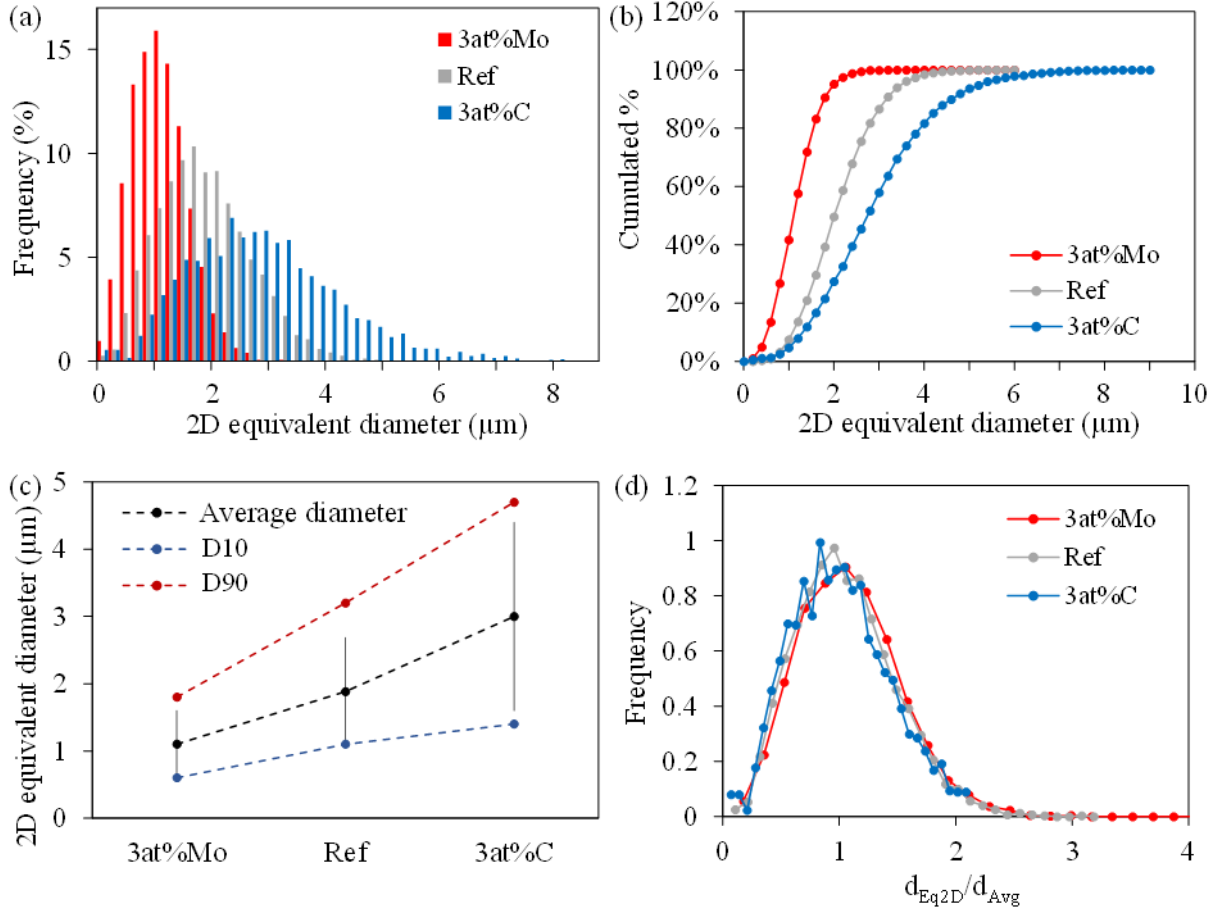 (a)
Frequency (%)
15
10
5
0
3at%Mo
Ref
3at%C
0 2 4 6 8
2D equivalent diameter (µm)
(b)
Cumulated %
120%
100%
80%
60%
40%
20%
0%
3at%Mo
Ref
3at%C
0 2 4 6 8 10
2D equivalent diameter (µm)
(c)
2D equivalent diameter (µm)
5
4
3
2
1
0
Average diameter
D10
D90
3at%Mo Ref 3at%C
(d)
Frequency
1.2
1
0.8
0.6
0.4
0.2
0
3at%Mo
Ref
3at%C
0 1 2 3 4
dEq2D/dAvg